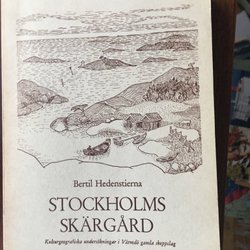 Bertil Hedenstierna
STOCKHOLMS
SKÄRGÅRD
Kulturgeografiska undersökningar i Värmdö gamla skeppslag